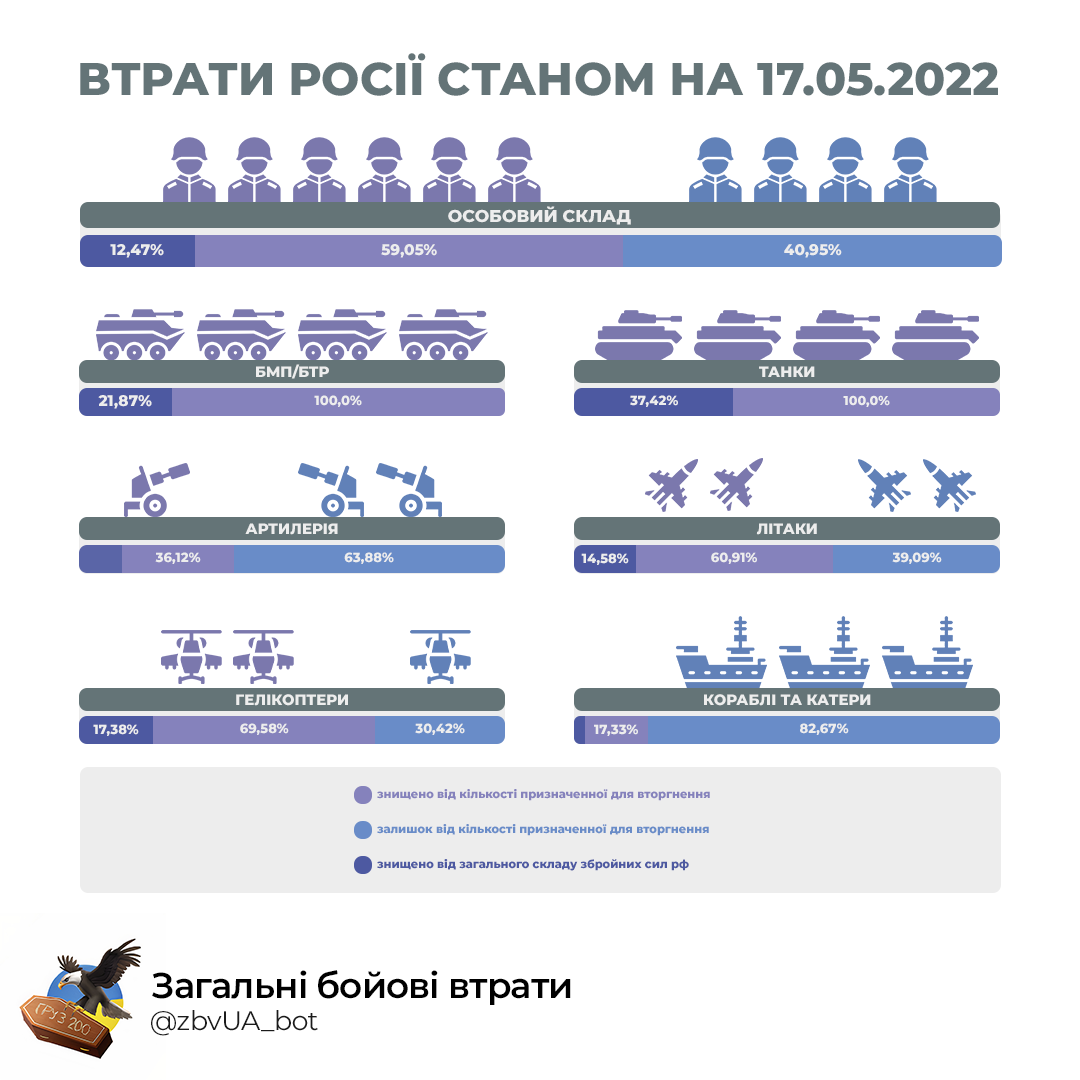 ВТРАТИ РОСІЇ СТАНОМ НА 17.05.2022
ОСОБОВИЙ СКЛАД
12,47% 59,05% 40,95%
БМП/БТР
21,87% 100,0%
ТАНКИ
37,42% 100,0%
АРТИЛЕРІЯ
36,12% 63,88%
ЛІТАКИ
14,58% 60,91% 39,09%
ГЕЛІКОПТЕРИ
17,38% 69,58% 30,42%
КОРАБЛІ ТА КАТЕРИ
17,33% 82,67%
знищено від кількості призначенної для вторгнення
залишок від кількості призначенної для вторгнення
знищено від загального складу збройних сил рф
ГРУЗ 200
Загальні бойові втрати
@zbvUA_bot